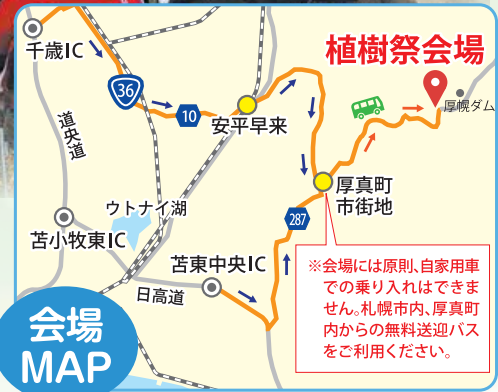 千歳IC
植樹祭会場
36
10
厚幌ダム
安平早来
道央道
厚真町
市街地
ウトナイ湖
287
苫小牧東IC
苫東中央IC
日高道
※会場には原則、自家用車
での乗り入れはできま
せん。札幌市内、厚真町
内からの無料送迎バス
をご利用ください。
会場
MAP